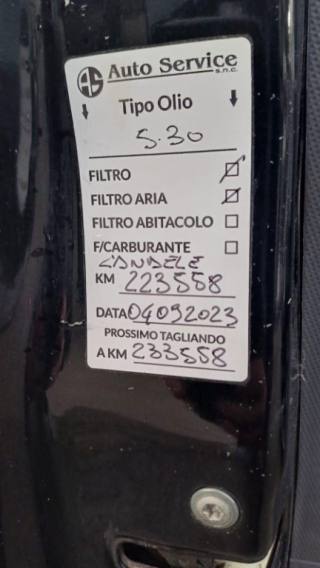 AS Auto Service
s.n.c.
Tipo Olio
5.30
FILTRO
FILTRO ARIA
FILTRO ABITACOLO
F/CARBURANTE
CANDELE
KM 223558
DATA 04092023
PROSSIMO TAGLIANDO
A KM 233558